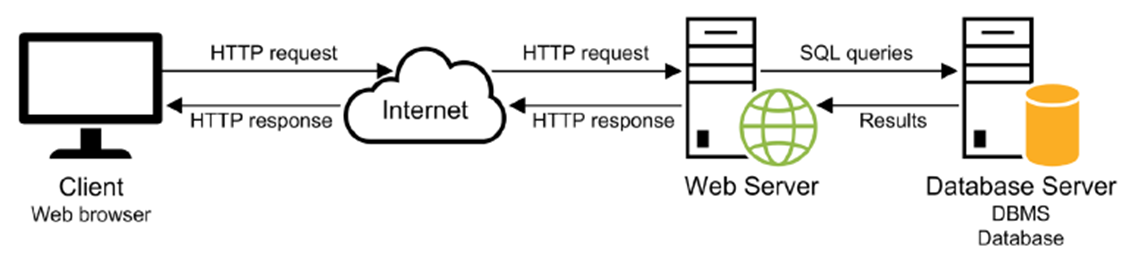 HTTP request
HTTP request
SQL queries
Internet
HTTP response
HTTP response
Results
Client
Web browser
Web Server
Database Server
DBMS
Database